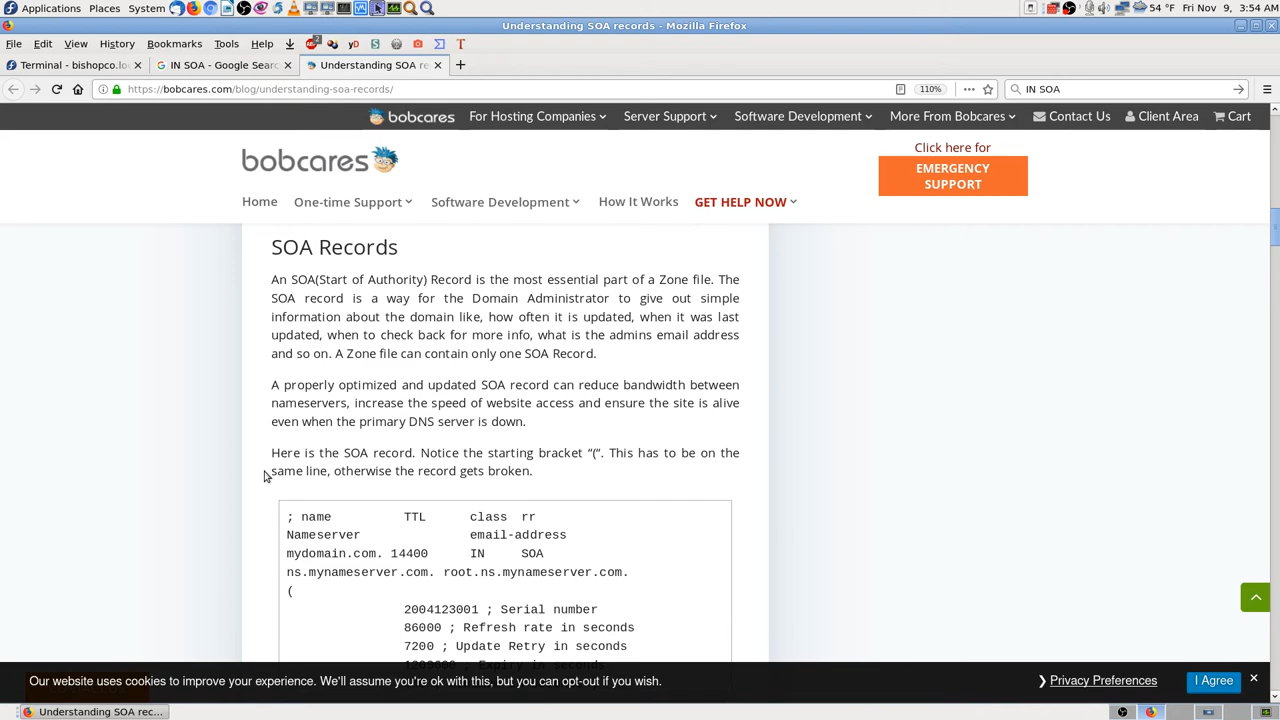 Applications Places System 54 °F Fri Nov 9, 3:54 AM
Understanding SOA records - Mozilla Firefox
File Edit View History Bookmarks Tools Help
Terminal - bishopco.lo
IN SOA - Google Searc
Understanding SOA re
https://bobcares.com/blog/understanding-soa-records/ 110% IN SOA
bobcares For Hosting Companies Server Support Software Development More From Bobcares Contact Us Client Area Cart
bobcares
Click here for
EMERGENCY
SUPPORT
Home One-time Support Software Development How It Works GET HELP NOW
SOA Records
An SOA(Start of Authority) Record is the most essential part of a Zone file. The
SOA record is a way for the Domain Administrator to give out simple
information about the domain like, how often it is updated, when it was last
updated, when to check back for more info, what is the admins email address
and so on. A Zone file can contain only one SOA Record.
A properly optimized and updated SOA record can reduce bandwidth between
nameservers, increase the speed of website access and ensure the site is alive
even when the primary DNS server is down.
Here is the SOA record. Notice the starting bracket “(“. This has to be on the
same line, otherwise the record gets broken.
; name TTL class rr
Nameserver email-address
mydomain.com. 14400 IN SOA
ns.mynameserver.com. root.ns.mynameserver.com.
(
2004123001 ; Serial number
86000 ; Refresh rate in seconds
7200 ; Update Retry in seconds
; Expiry in seconds
Our website uses cookies to improve your experience. We'll assume you're ok with this, but you can opt-out if you wish. ❯ Privacy Preferences I Agree
Understanding SOA rec...